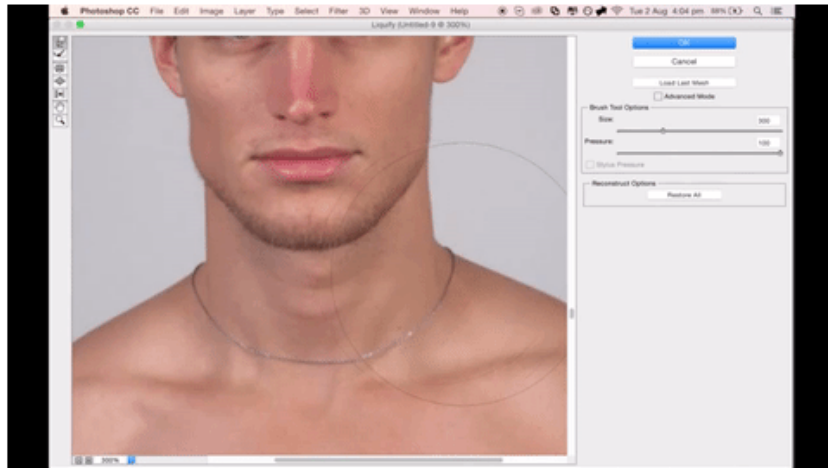 Photoshop CC File Edit Image Layer Type Select Filter 3D View Window Help Tue 2 Aug 4:04 pm
Liquify (Untitled-9 @ 300%)
OK
Cancel
Load Last Mesh
Advanced Mode
Brush Tool Options
Size: 300
Pressure: 100
Stylus Pressure
Reconstruct Options
Restore All
300%